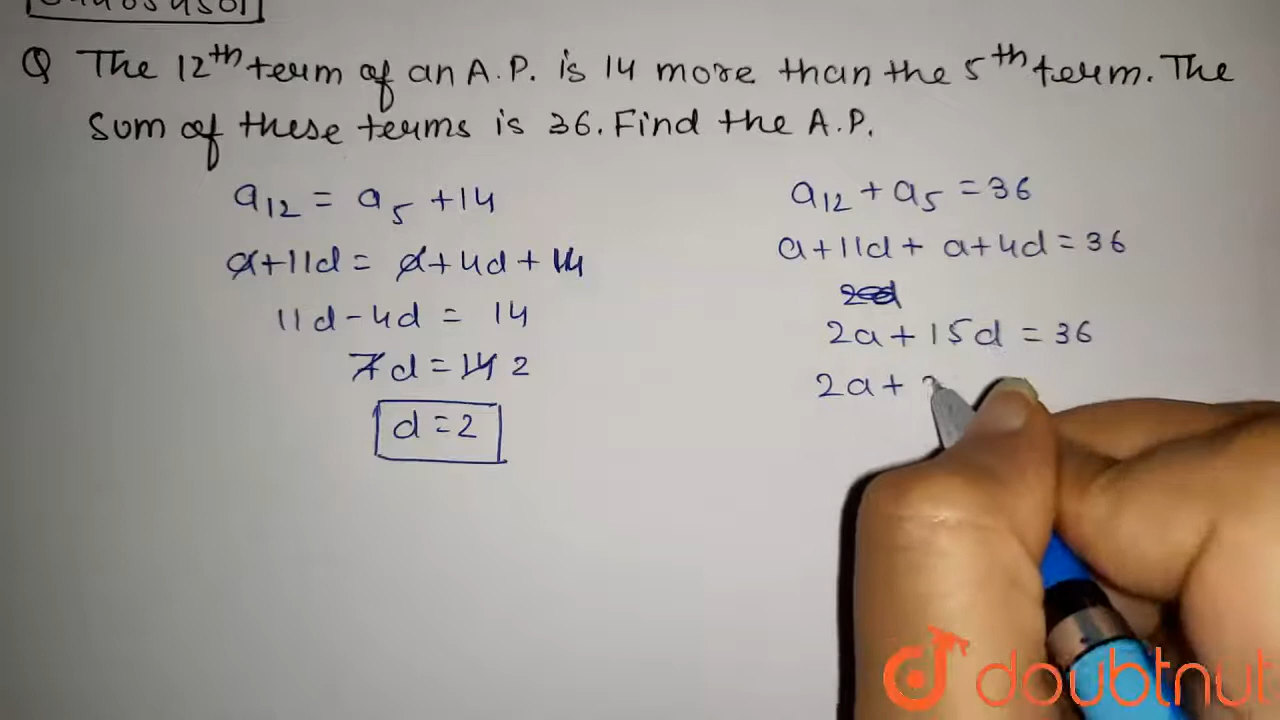 Q The 12th term of an A.P. is 14 more than the 5th term. The
sum of these terms is 36. Find the A.P.
a12 = a5 + 14
a+11d = a+4d+14
11d-4d = 14
7d = 14 2
d = 2
a12 + a5 = 36
a+11d + a+4d = 36
2a + 15d = 36
2a +
doubtnut